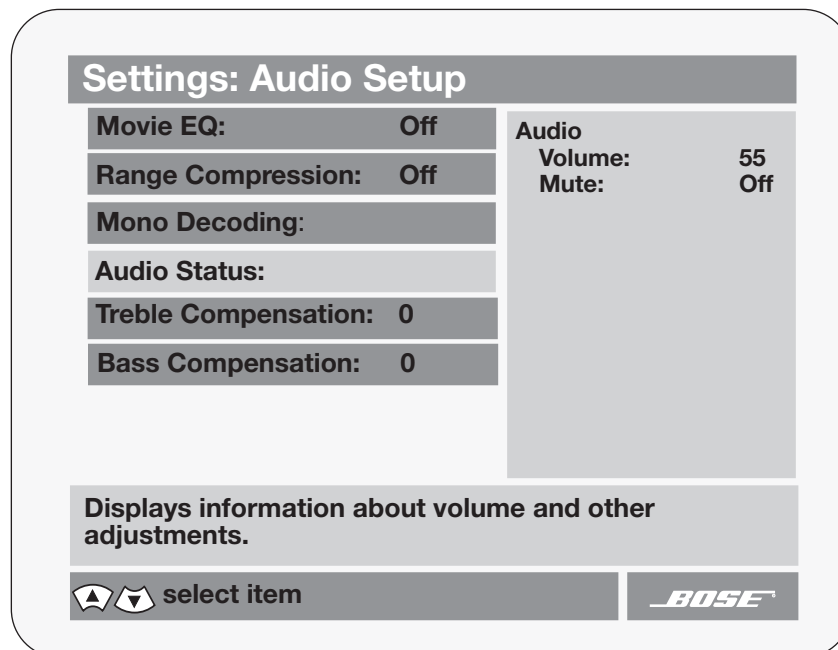 Settings: Audio Setup
Movie EQ: Off
Range Compression: Off
Mono Decoding:
Audio Status:
Treble Compensation: 0
Bass Compensation: 0
Audio
Volume: 55
Mute: Off
Displays information about volume and other
adjustments.
select item
BOSE